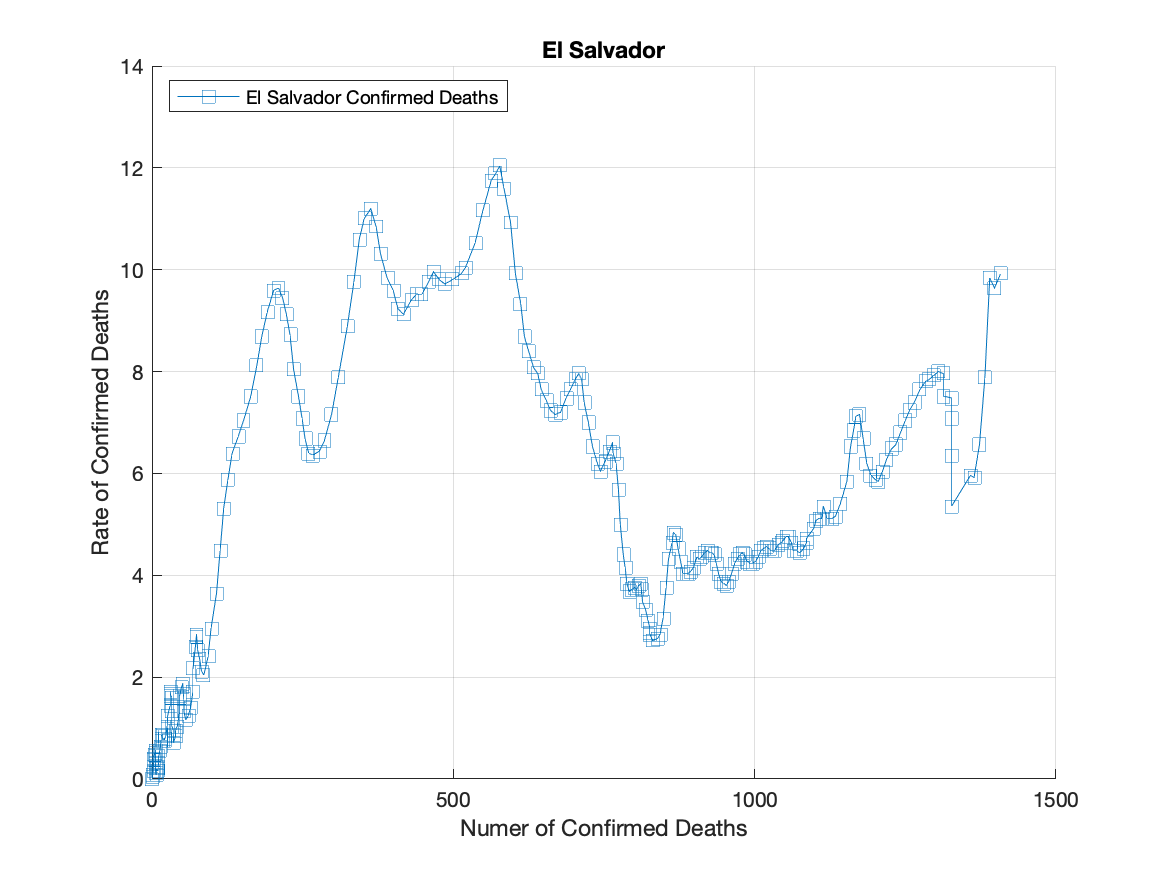 El Salvador
El Salvador Confirmed Deaths
14
12
10
8
6
4
2
0
Rate of Confirmed Deaths
0 500 1000 1500
Numer of Confirmed Deaths